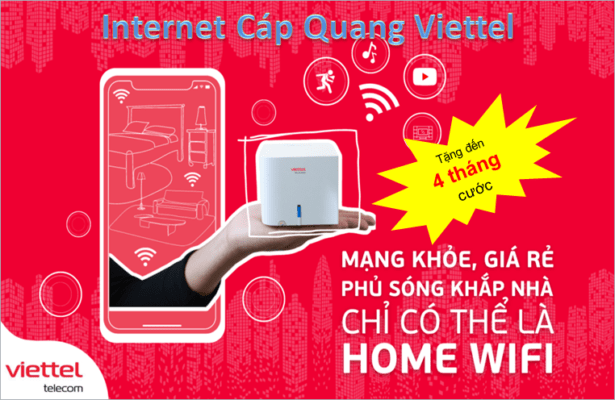 Internet Cáp Quang Viettel
Tặng đến
4 tháng
cước
viettel
MẠNG KHỎE, GIÁ RẺ
PHỦ SÓNG KHẮP NHÀ
CHỈ CÓ THỂ LÀ
HOME WIFI
viettel
telecom